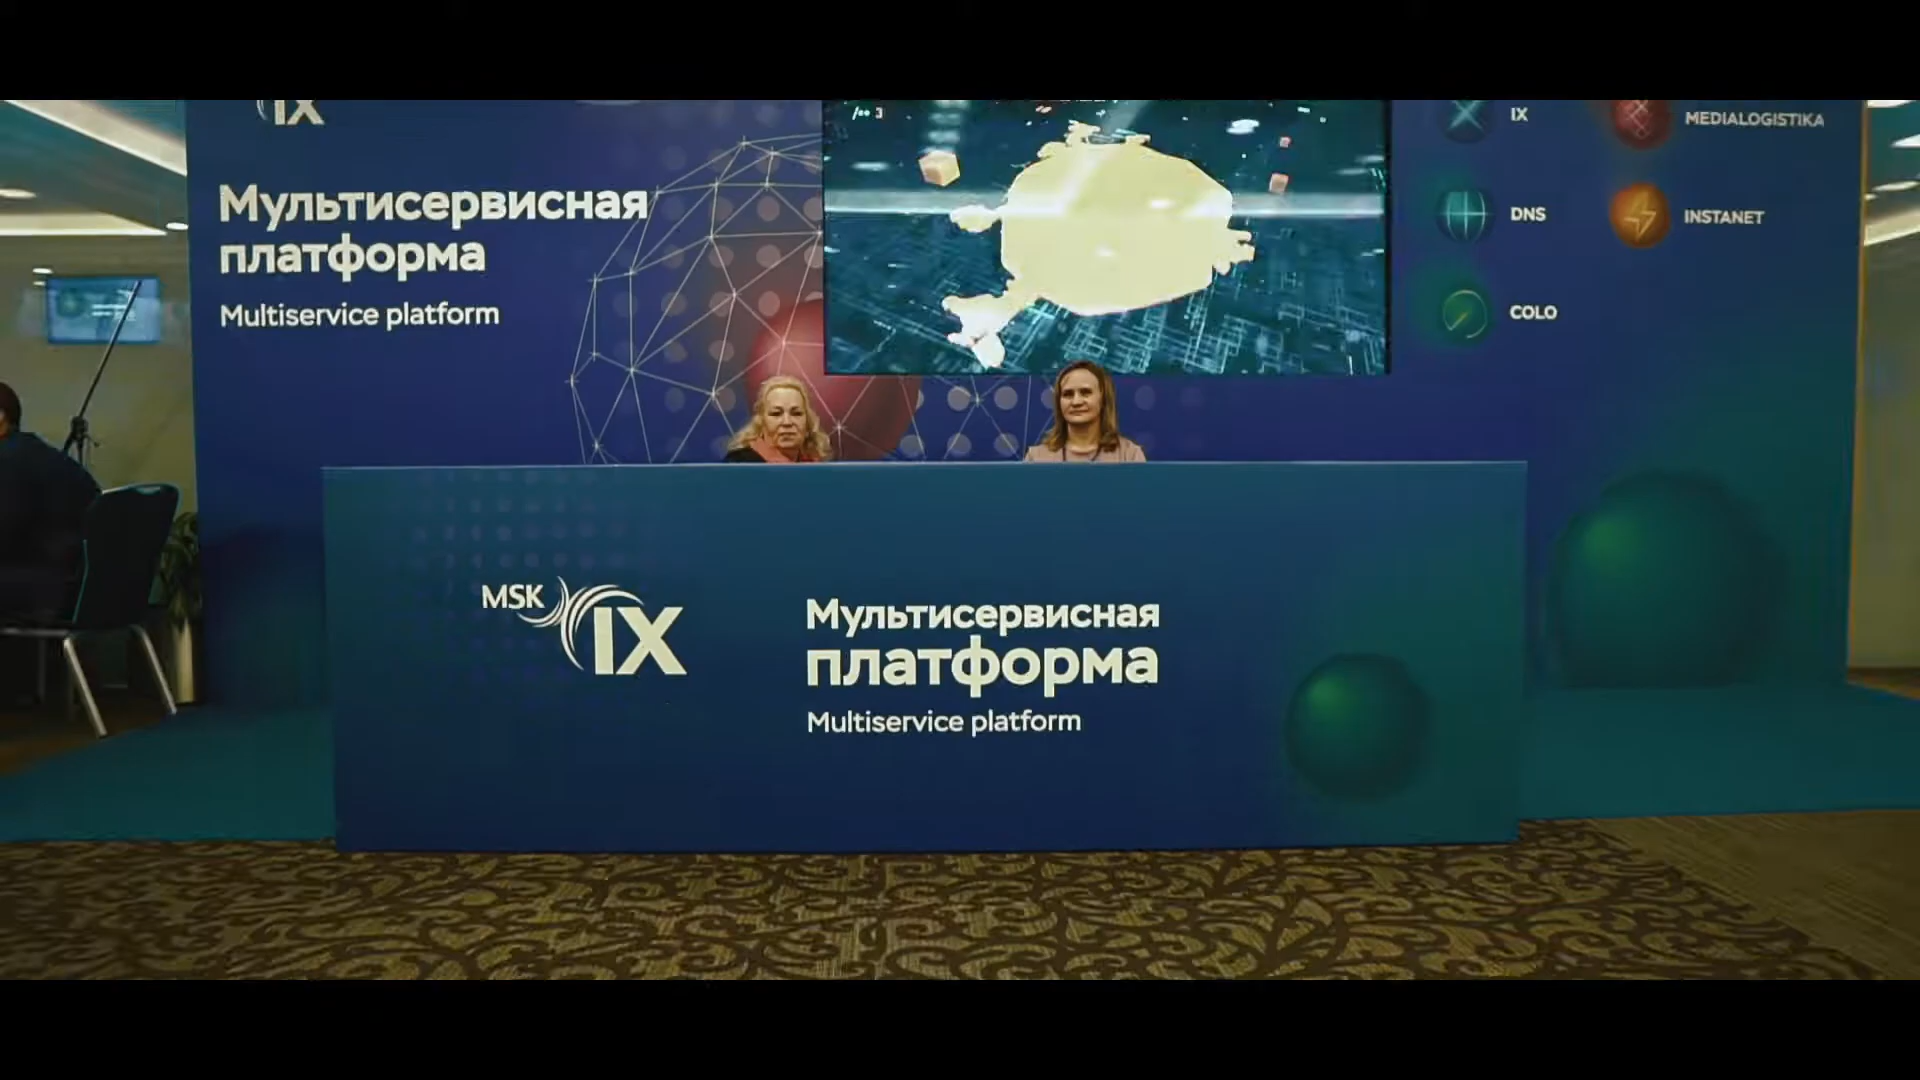 IX
Мультисервисная
платформа
Multiservice platform
IX
MEDIALOGISTIKA
DNS
INSTANET
COLO
MSK
IX
Мультисервисная
платформа
Multiservice platform